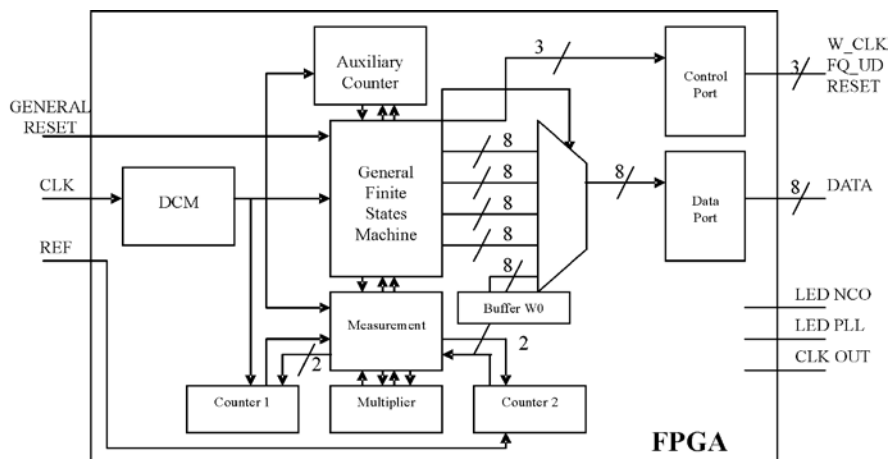 Auxiliary
Counter
3
Control
Port
3
W_CLK
FQ_UD
RESET
GENERAL
RESET
General
Finite
States
Machine
8
8
8
8
8
8
Data
Port
8
DATA
CLK
DCM
REF
Buffer W0
Measurement
2
2
Counter 1
Multiplier
Counter 2
LED NCO
LED PLL
CLK OUT
FPGA